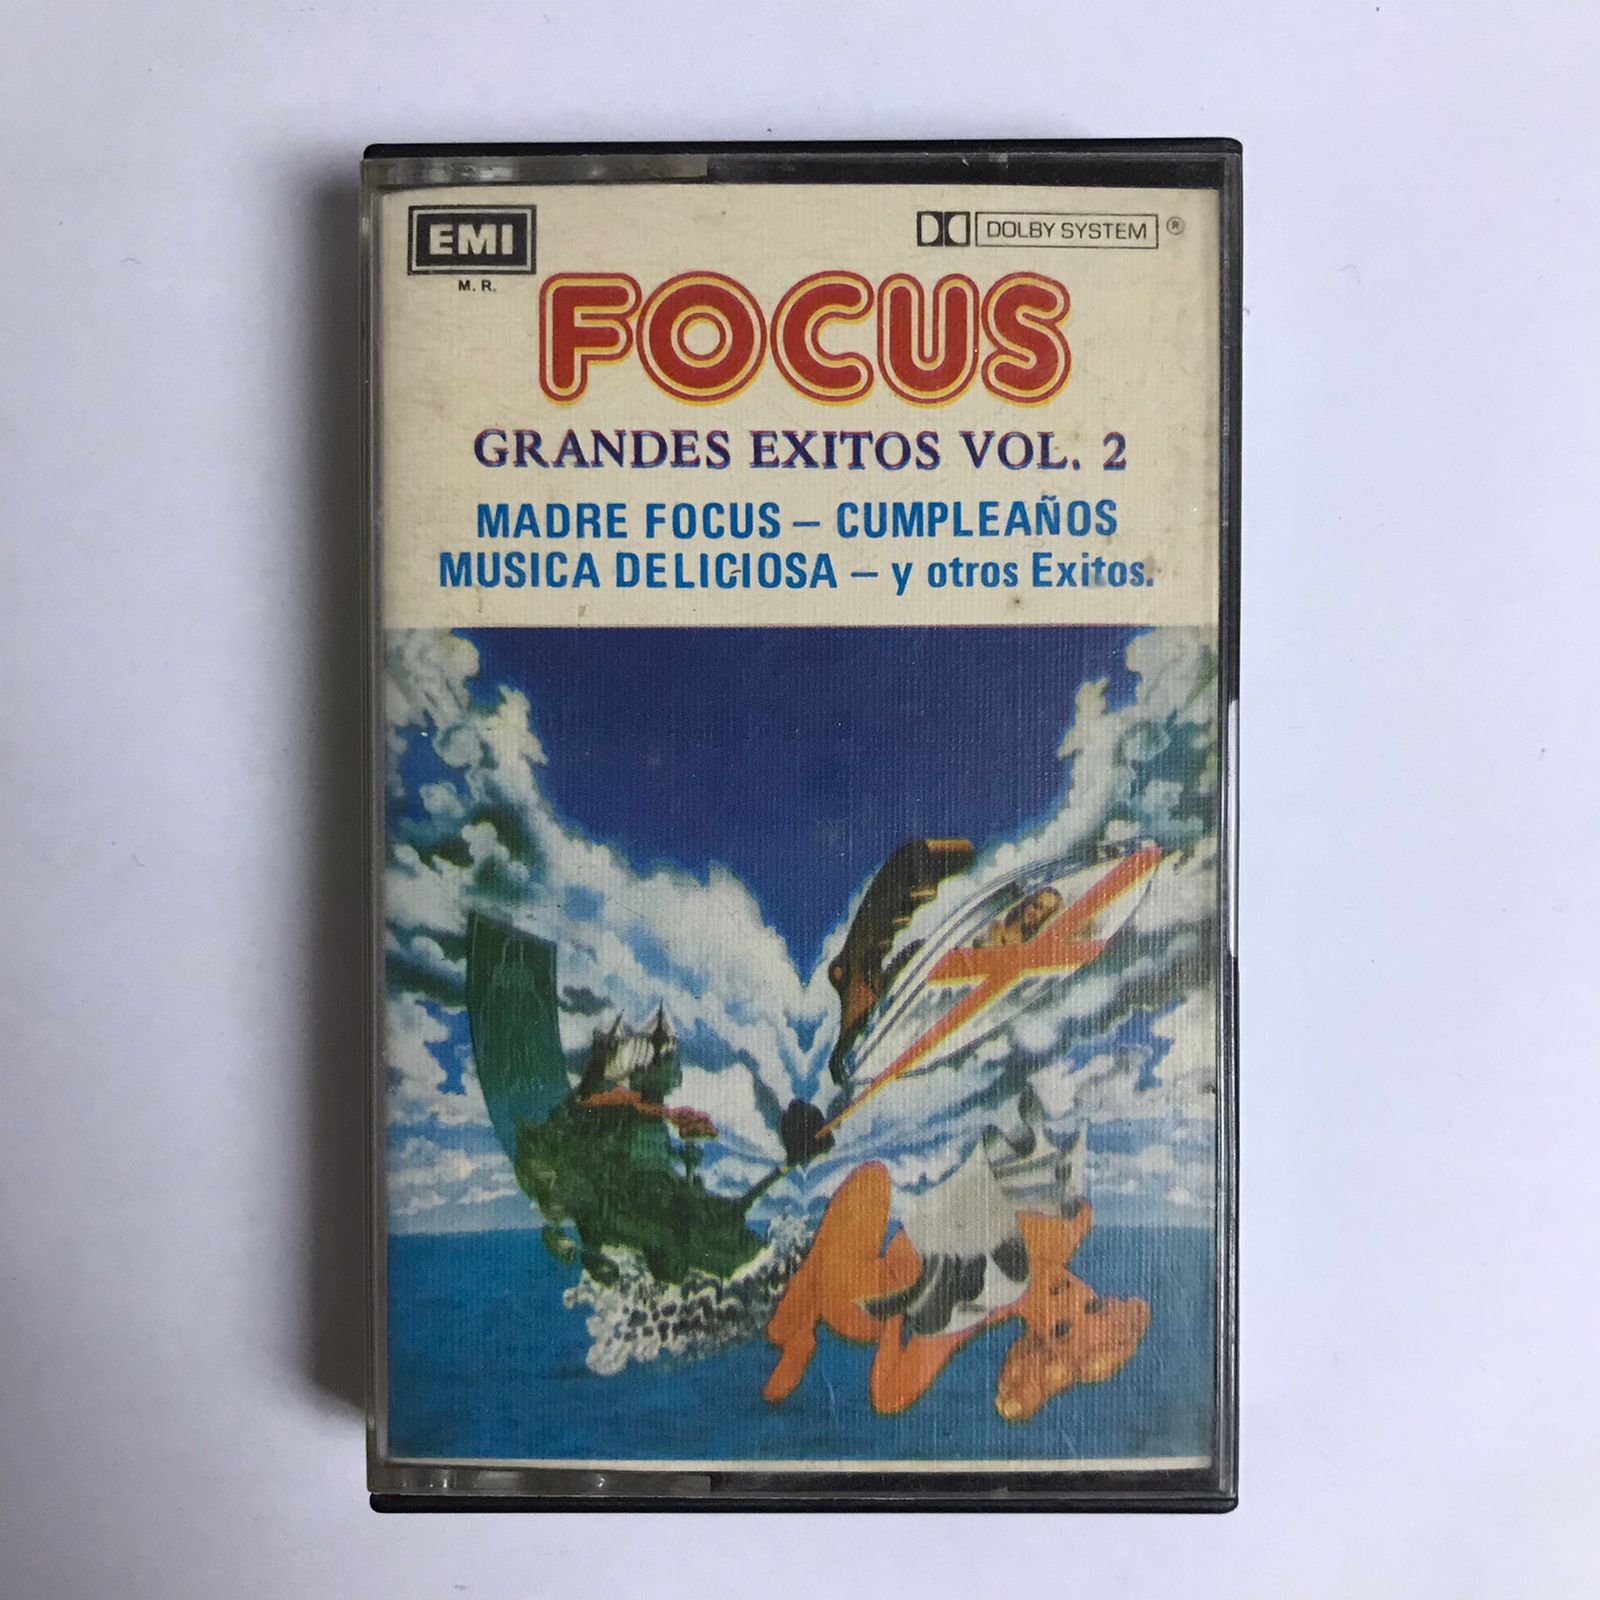 EMI
M. R.
DOLBY SYSTEM ®
FOCUS
GRANDES EXITOS VOL. 2
MADRE FOCUS – CUMPLEAÑOS
MUSICA DELICIOSA – y otros Exitos.